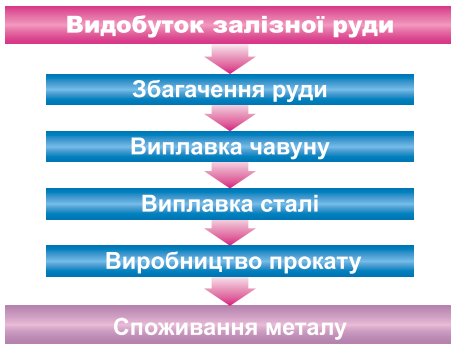 Видобуток залізної руди
Збагачення руди
Виплавка чавуну
Виплавка сталі
Виробництво прокату
Споживання металу